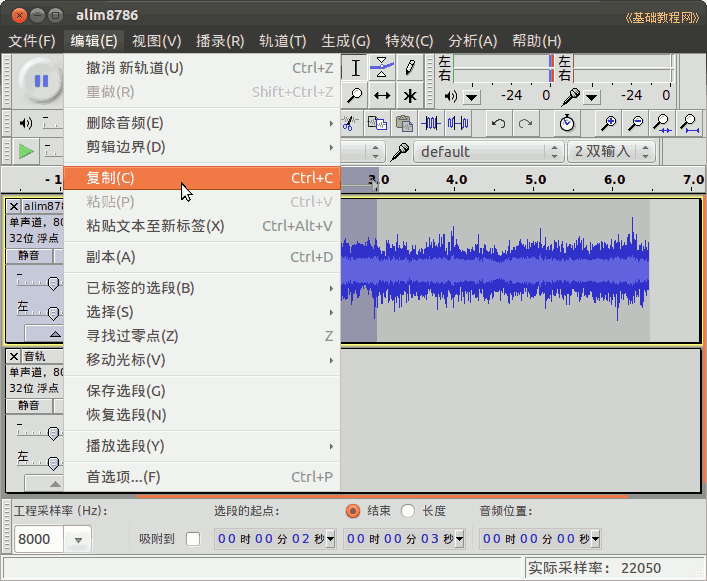 alim8786
《基础教程网》
文件(F) 编辑(E) 视图(V) 播录(R) 轨道(T) 生成(G) 特效(C) 分析(A) 帮助(H)
撤消 新轨道(U) Ctrl+Z
重做(R) Shift+Ctrl+Z
删除音频(E)
剪辑边界(D)
复制(C) Ctrl+C
粘贴(P) Ctrl+V
粘贴文本至新标签(X) Ctrl+Alt+V
副本(A) Ctrl+D
已标签的选段(B)
选择(S)
寻找过零点(Z) Z
移动光标(V)
保存选段(G)
恢复选段(N)
播放选段(Y)
首选项...(F) Ctrl+P
左 左
右 右
-24 0 -24 0
default 2 双输入
- 1 3.0 4.0 5.0 6.0 7.0
alim878
单声道, 80
32位 浮点
静音
左
音轨
单声道, 80
32位 浮点
静音
左
工程采样率 (Hz): 选段的起点: 结束 长度 音频位置:
8000 吸附到 00 时 00 分 02 秒 00 时 00 分 03 秒 00 时 00 分 00 秒
实际采样率: 22050